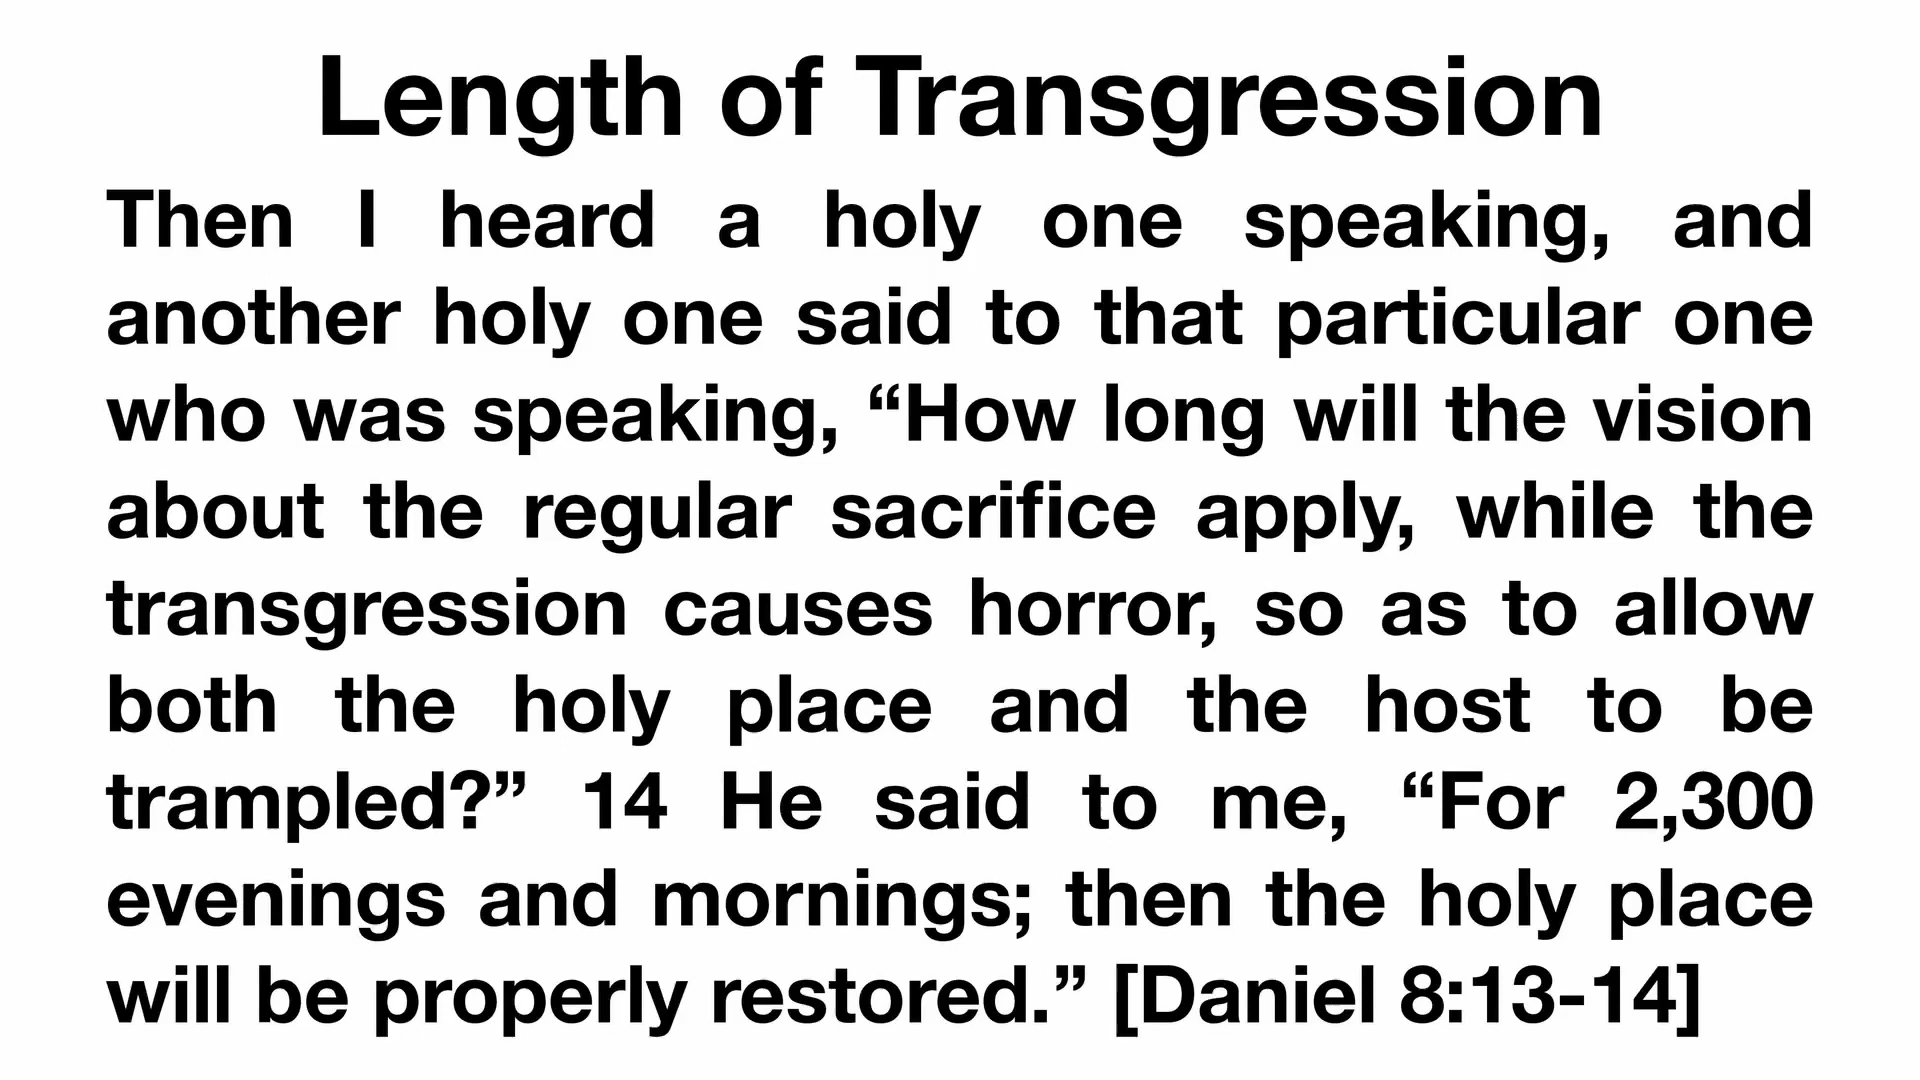 Length of Transgression
Then I heard a holy one speaking, and
another holy one said to that particular one
who was speaking, “How long will the vision
about the regular sacrifice apply, while the
transgression causes horror, so as to allow
both the holy place and the host to be
trampled?” 14 He said to me, “For 2,300
evenings and mornings; then the holy place
will be properly restored.” [Daniel 8:13-14]